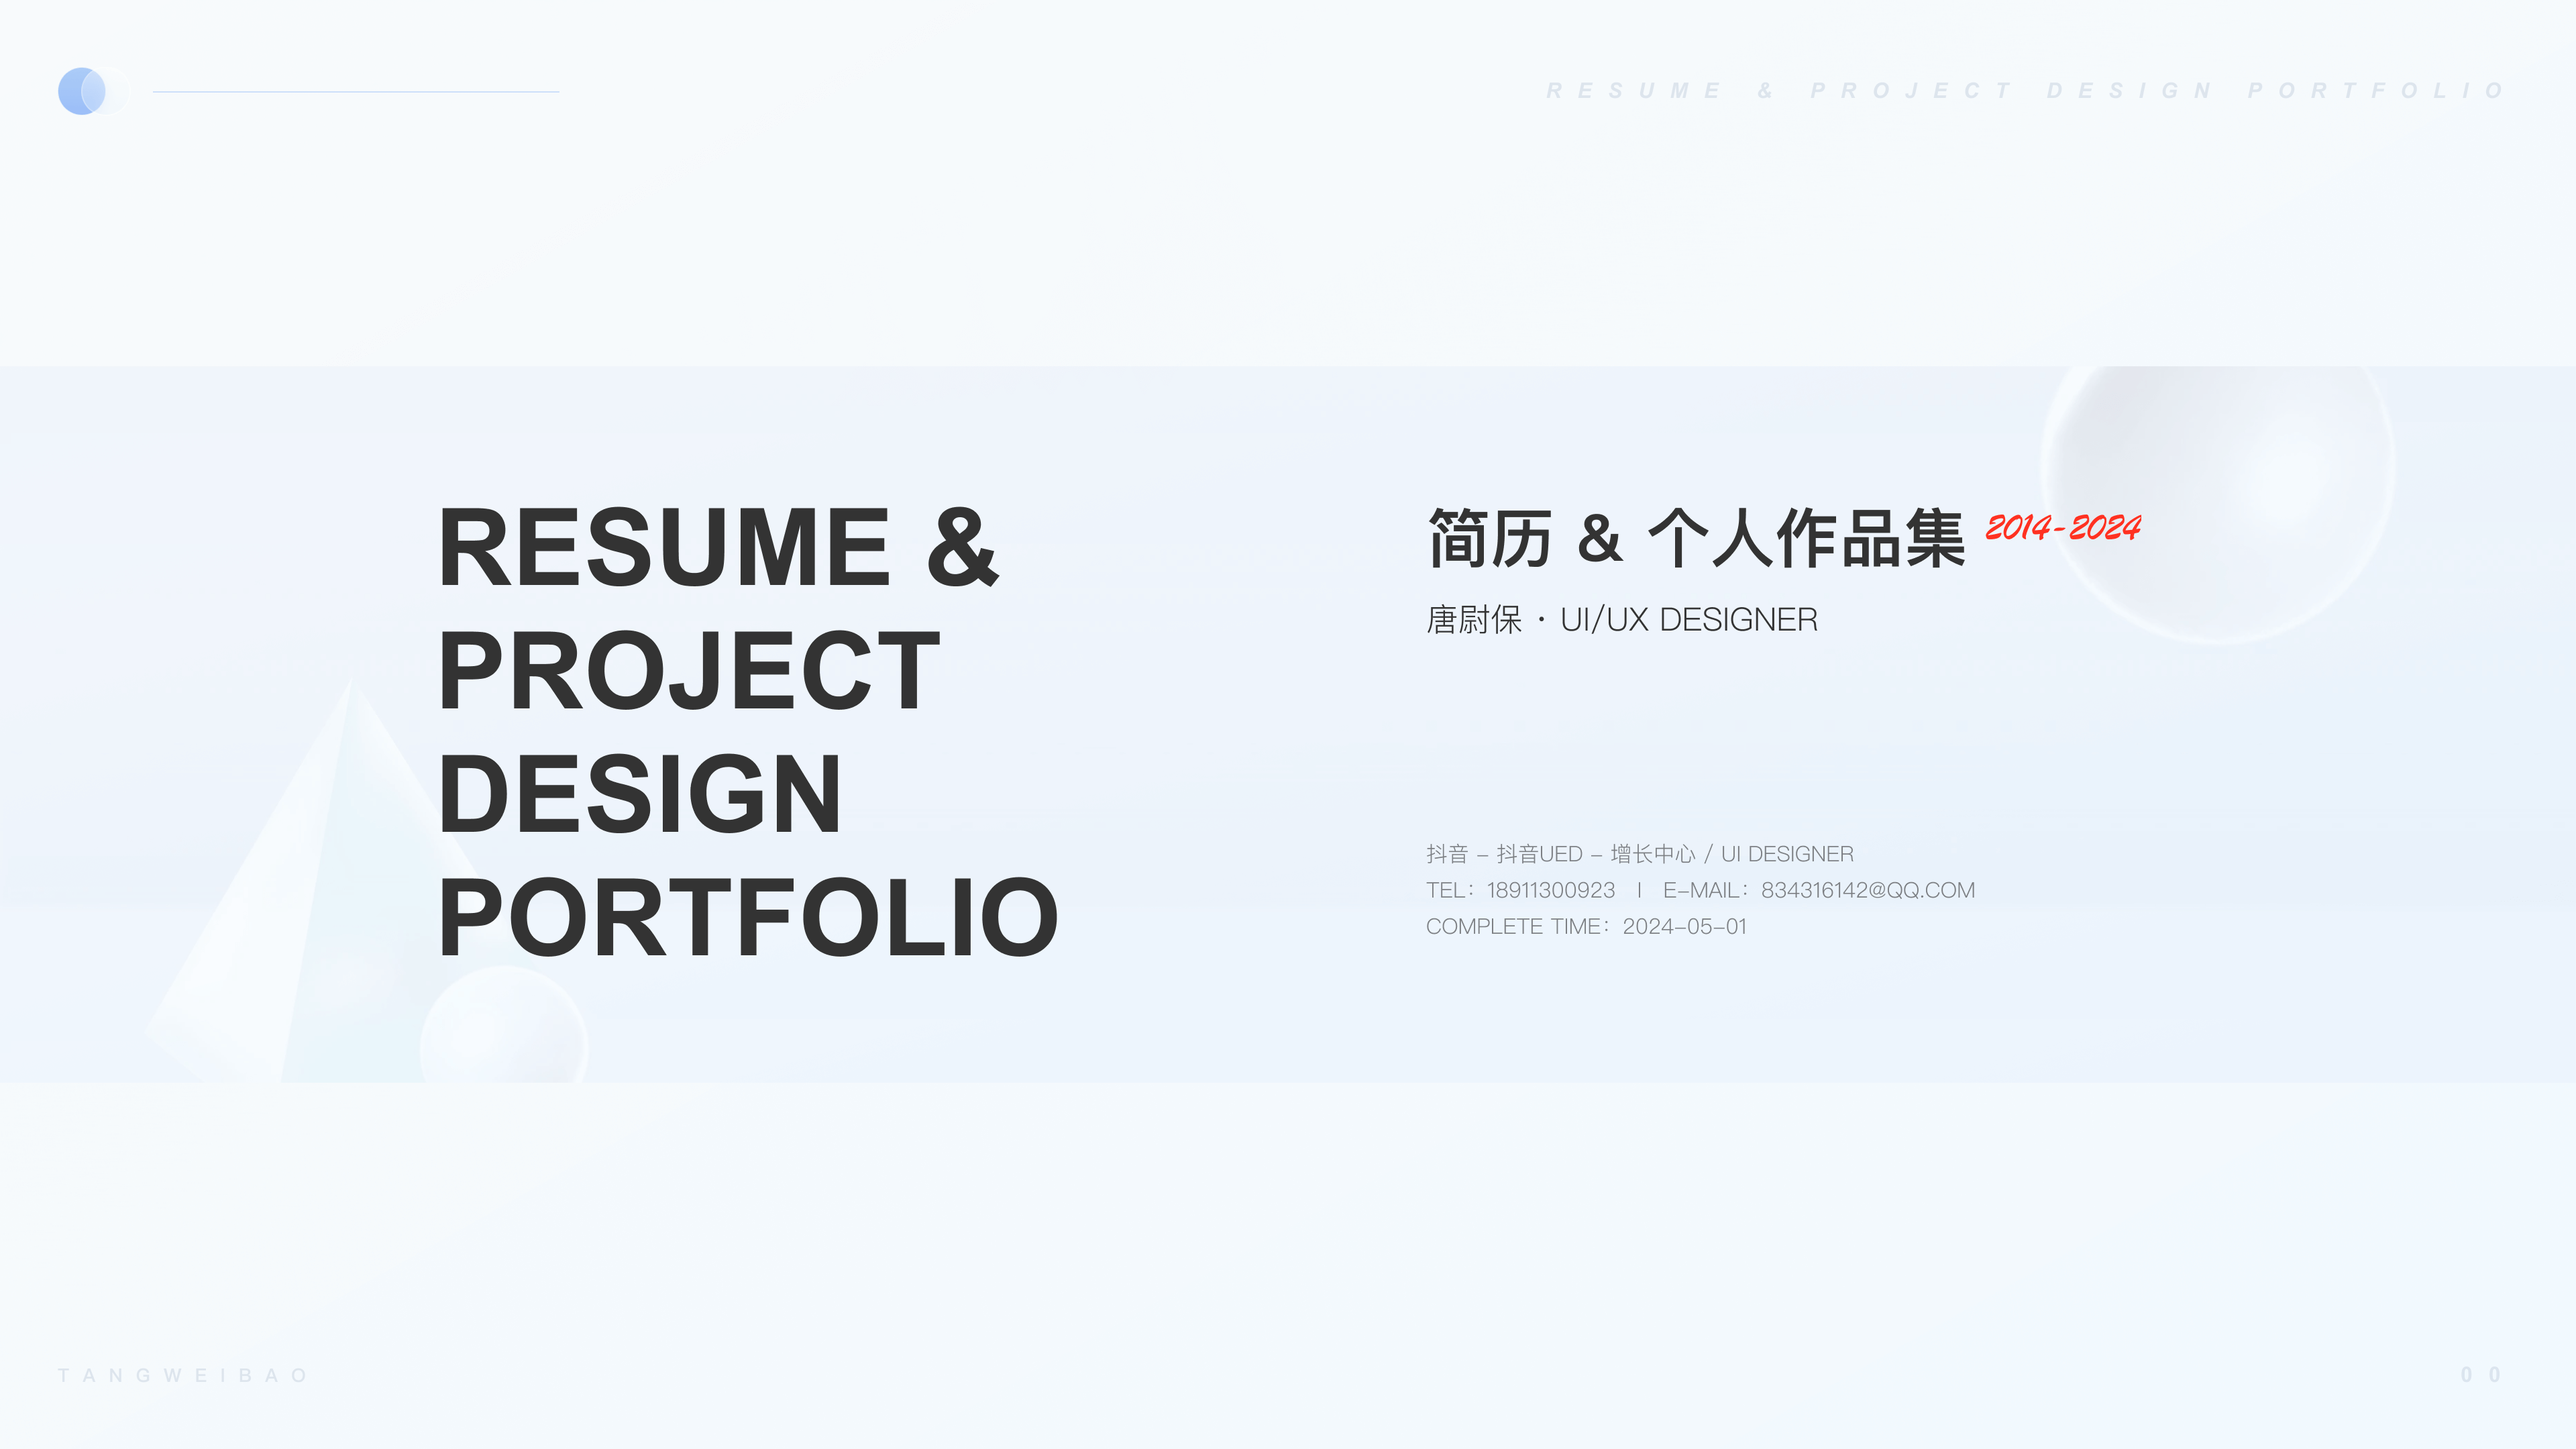 RESUME & PROJECT DESIGN PORTFOLIO
RESUME &
PROJECT
DESIGN
PORTFOLIO
简历 & 个人作品集 2014-2024
唐尉保 · UI/UX DESIGNER
抖音 – 抖音UED – 增长中心 / UI DESIGNER
TEL：18911300923 | E–MAIL：834316142@QQ.COM
COMPLETE TIME：2024–05–01
TANGWEIBAO
00